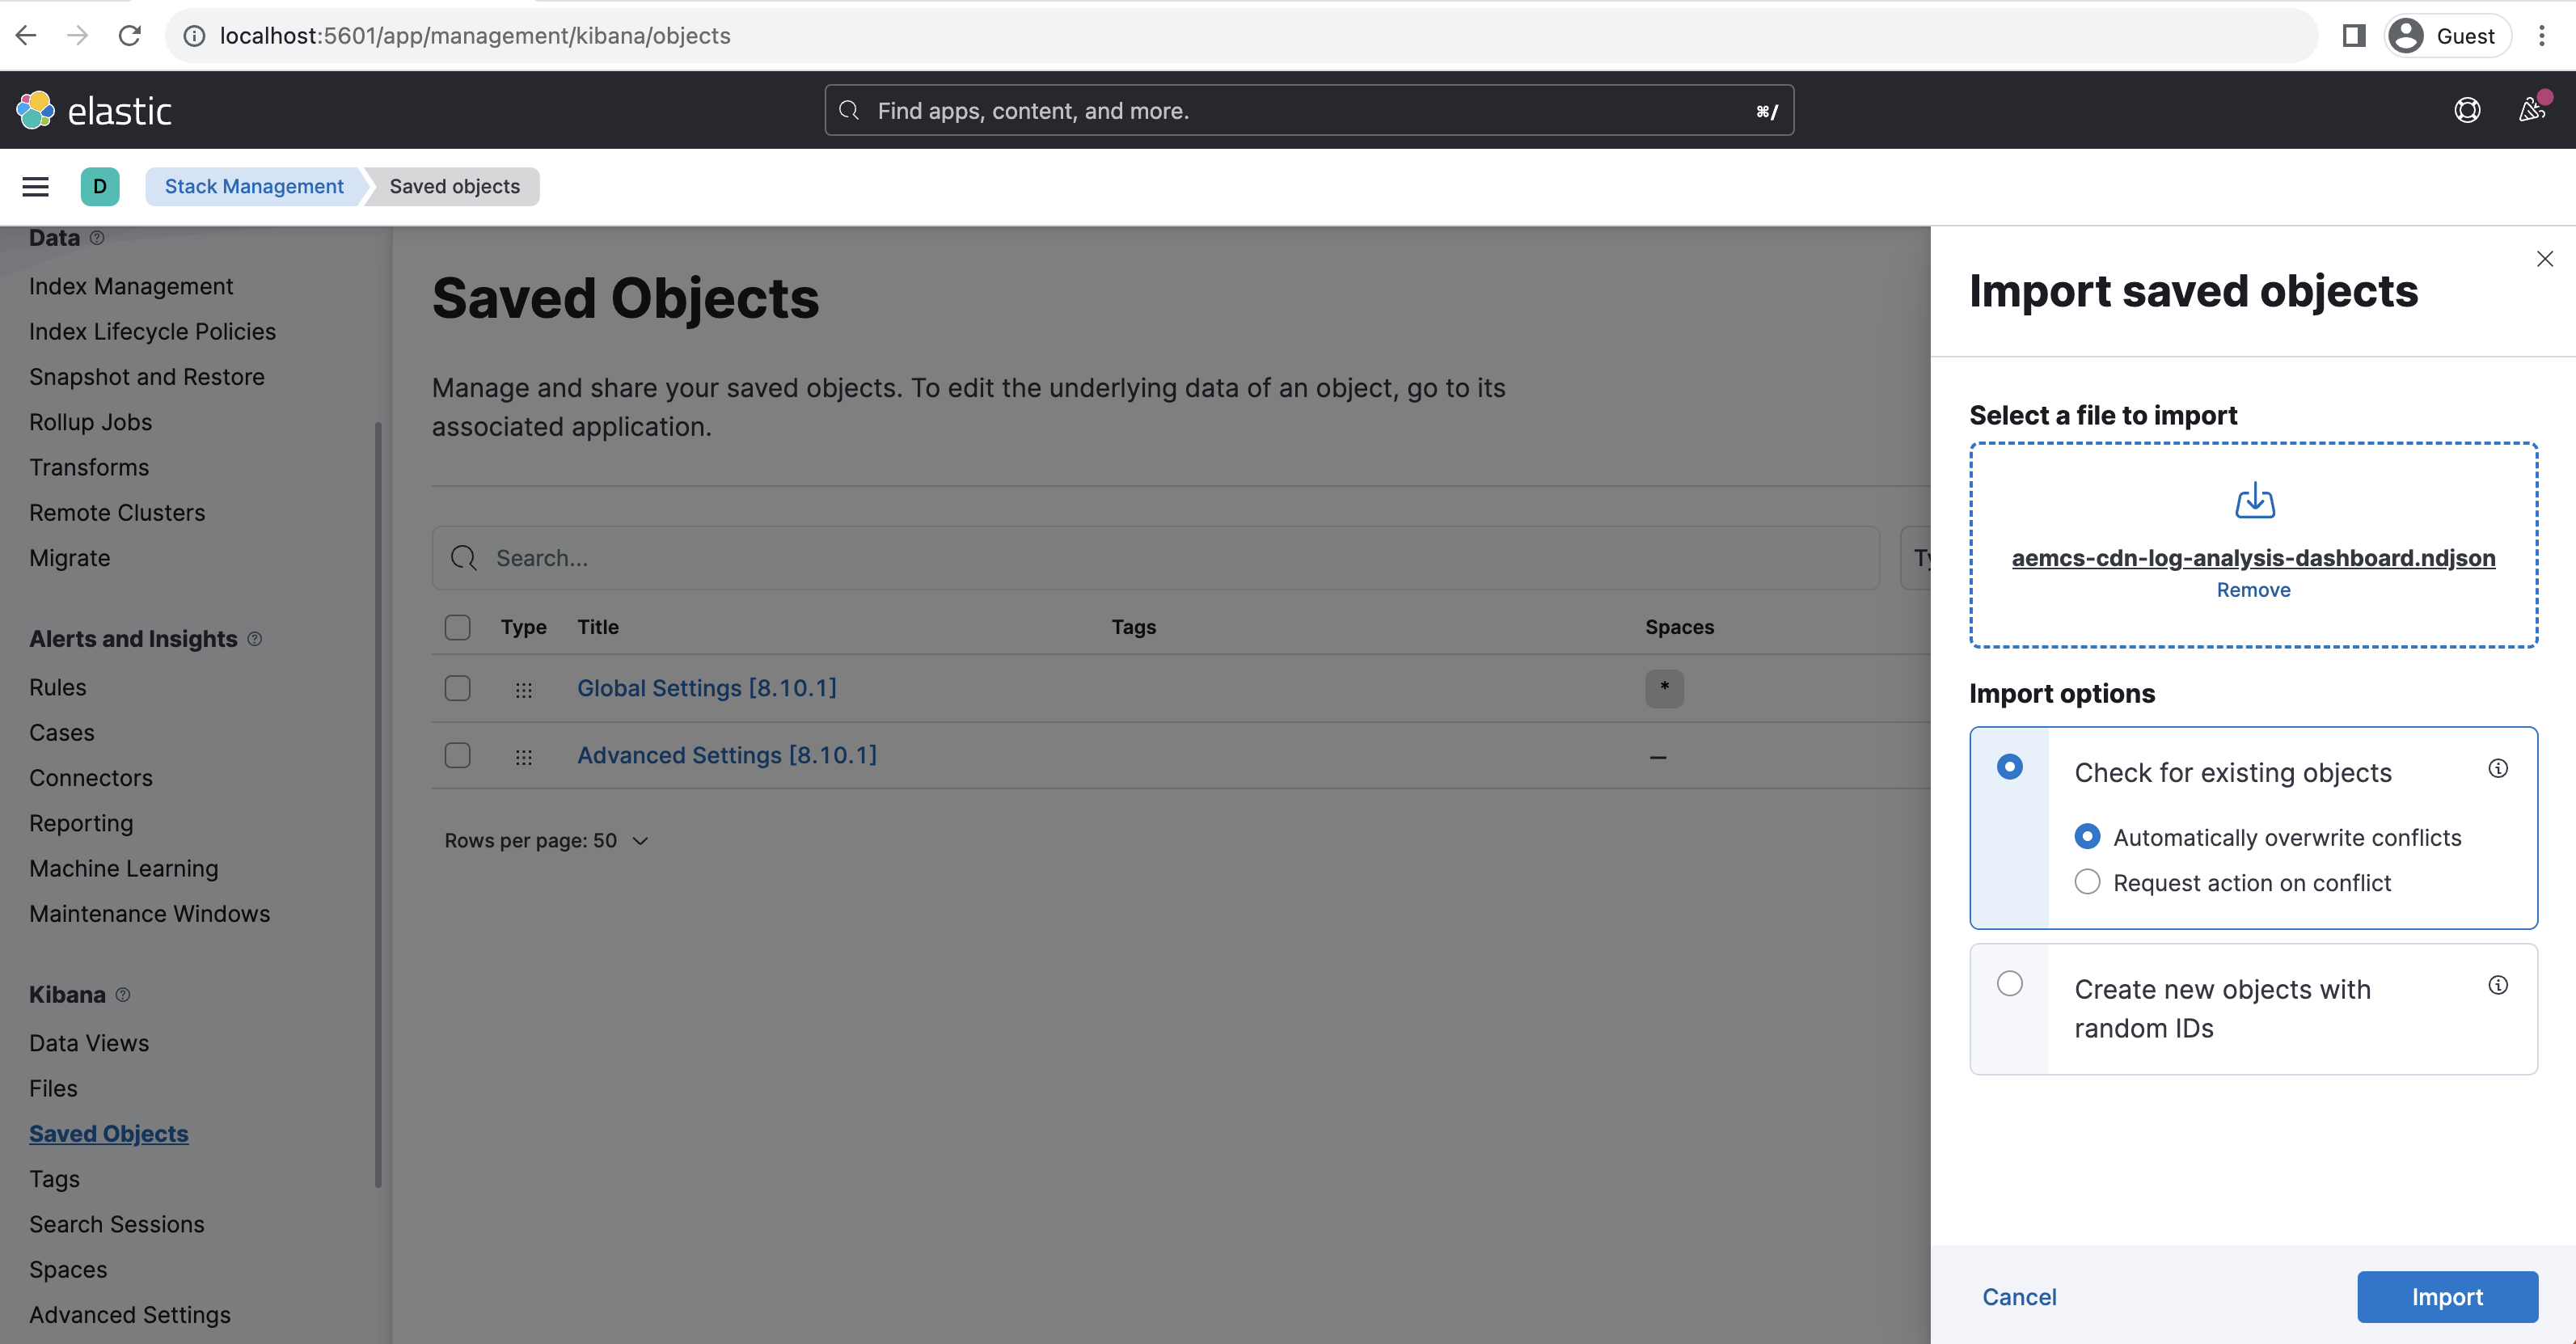 localhost:5601/app/management/kibana/objects
Guest
elastic
Find apps, content, and more.
⌘/
D
Stack Management
Saved objects
Data
Index Management
Index Lifecycle Policies
Snapshot and Restore
Rollup Jobs
Transforms
Remote Clusters
Migrate
Alerts and Insights
Rules
Cases
Connectors
Reporting
Machine Learning
Maintenance Windows
Kibana
Data Views
Files
Saved Objects
Tags
Search Sessions
Spaces
Advanced Settings
Saved Objects
Manage and share your saved objects. To edit the underlying data of an object, go to its
associated application.
Search...
Type Title Tags Spaces
Global Settings [8.10.1] *
Advanced Settings [8.10.1] —
Rows per page: 50
Import saved objects
Select a file to import
aemcs-cdn-log-analysis-dashboard.ndjson
Remove
Import options
Check for existing objects
Automatically overwrite conflicts
Request action on conflict
Create new objects with
random IDs
Cancel
Import